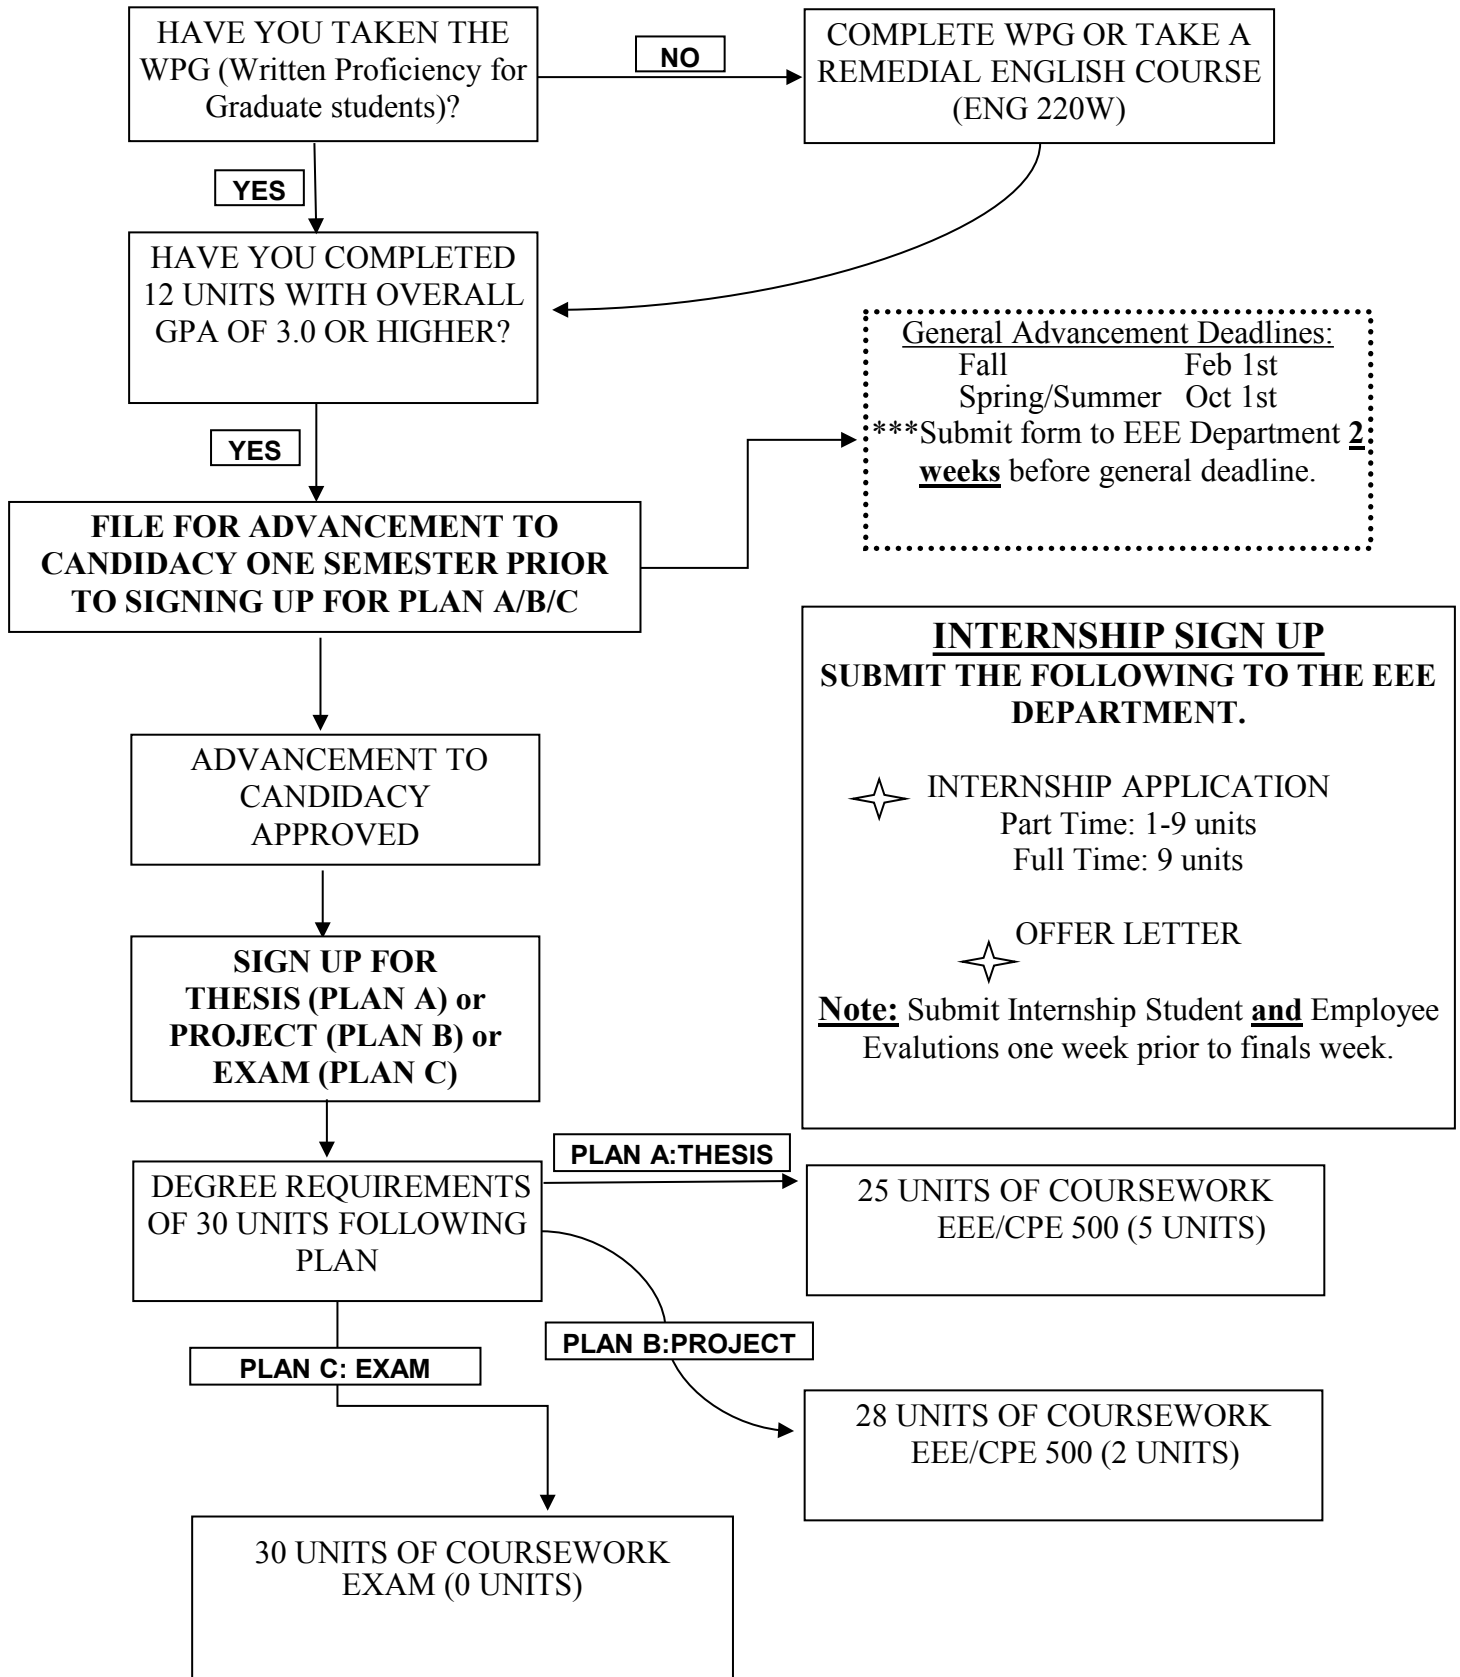 HAVE YOU TAKEN THE
WPG (Written Proficiency for
Graduate students)?
NO
COMPLETE WPG OR TAKE A
REMEDIAL ENGLISH COURSE
(ENG 220W)
YES
HAVE YOU COMPLETED
12 UNITS WITH OVERALL
GPA OF 3.0 OR HIGHER?
General Advancement Deadlines:
Fall Feb 1st
Spring/Summer Oct 1st
***Submit form to EEE Department 2
weeks before general deadline.
YES
FILE FOR ADVANCEMENT TO
CANDIDACY ONE SEMESTER PRIOR
TO SIGNING UP FOR PLAN A/B/C
INTERNSHIP SIGN UP
SUBMIT THE FOLLOWING TO THE EEE
DEPARTMENT.
INTERNSHIP APPLICATION
Part Time: 1-9 units
Full Time: 9 units
OFFER LETTER
Note: Submit Internship Student and Employee
Evalutions one week prior to finals week.
ADVANCEMENT TO
CANDIDACY
APPROVED
SIGN UP FOR
THESIS (PLAN A) or
PROJECT (PLAN B) or
EXAM (PLAN C)
DEGREE REQUIREMENTS
OF 30 UNITS FOLLOWING
PLAN
PLAN A:THESIS
25 UNITS OF COURSEWORK
EEE/CPE 500 (5 UNITS)
PLAN B:PROJECT
28 UNITS OF COURSEWORK
EEE/CPE 500 (2 UNITS)
PLAN C: EXAM
30 UNITS OF COURSEWORK
EXAM (0 UNITS)